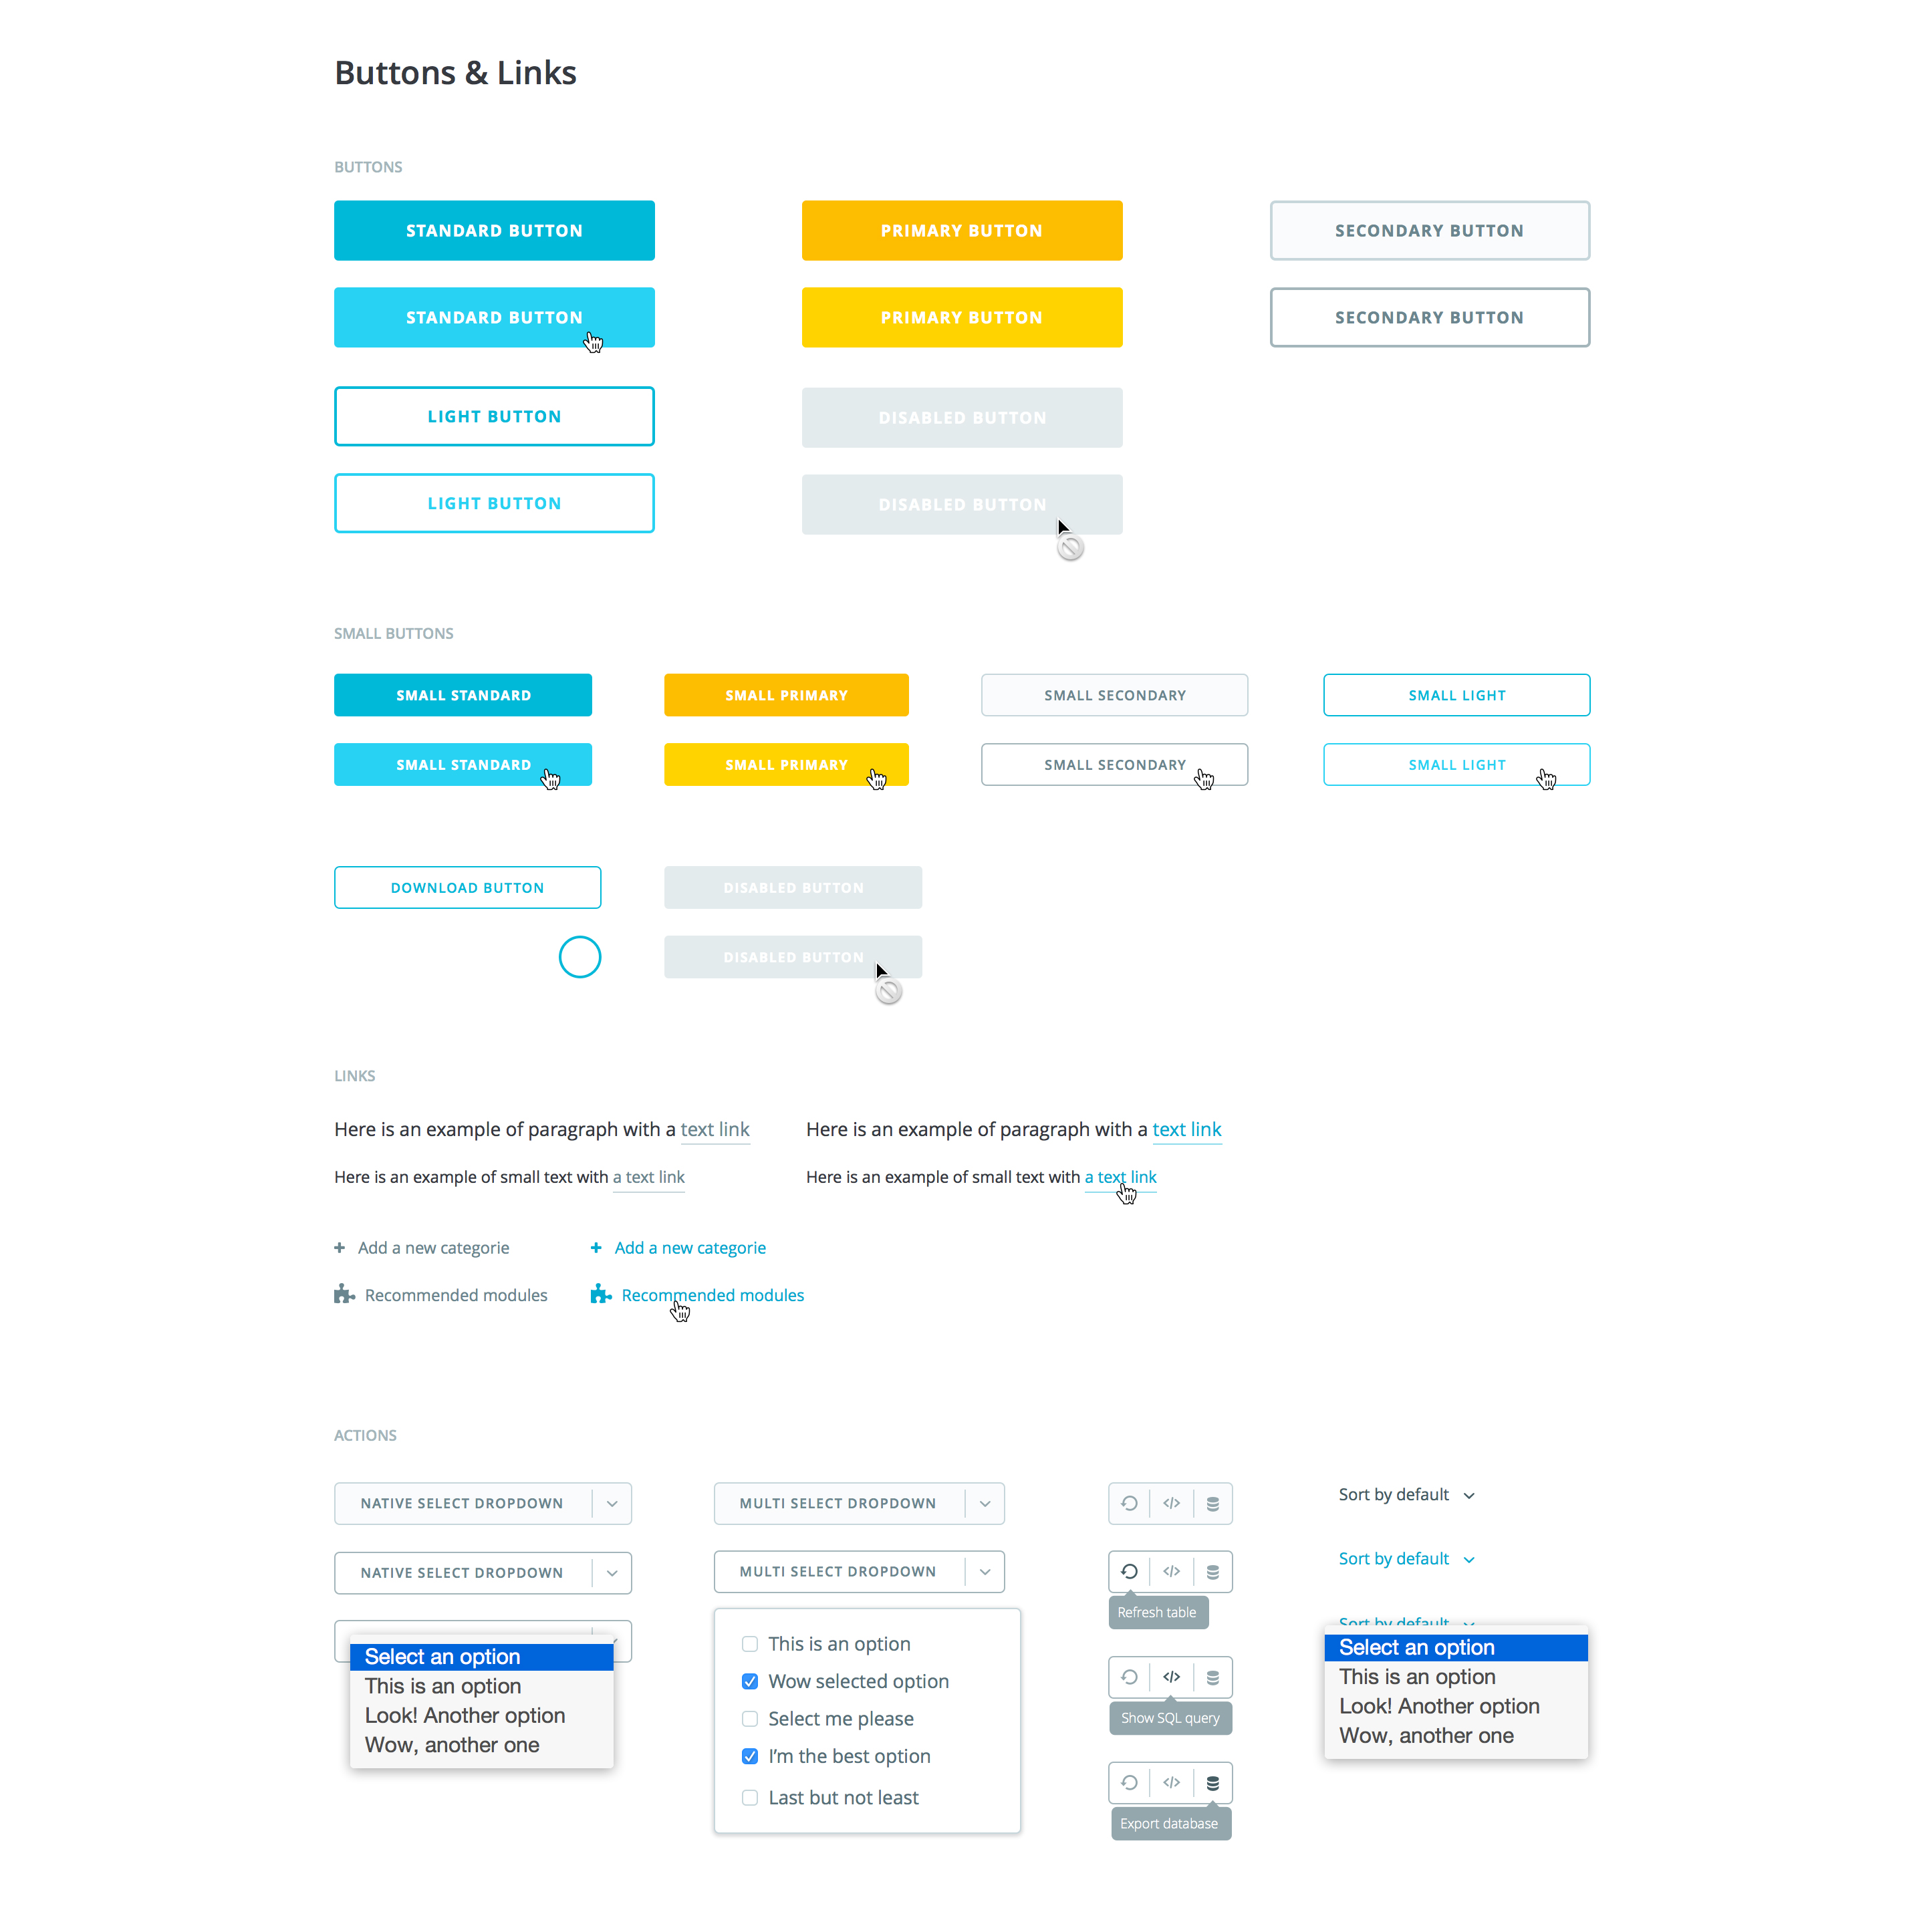 Buttons & Links
BUTTONS
STANDARD BUTTON
PRIMARY BUTTON
SECONDARY BUTTON
STANDARD BUTTON
PRIMARY BUTTON
SECONDARY BUTTON
LIGHT BUTTON
DISABLED BUTTON
LIGHT BUTTON
DISABLED BUTTON
SMALL BUTTONS
SMALL STANDARD
SMALL PRIMARY
SMALL SECONDARY
SMALL LIGHT
SMALL STANDARD
SMALL PRIMARY
SMALL SECONDARY
SMALL LIGHT
DOWNLOAD BUTTON
DISABLED BUTTON
DISABLED BUTTON
LINKS
Here is an example of paragraph with a text link
Here is an example of paragraph with a text link
Here is an example of small text with a text link
Here is an example of small text with a text link
+ Add a new categorie
+ Add a new categorie
Recommended modules
Recommended modules
ACTIONS
NATIVE SELECT DROPDOWN
NATIVE SELECT DROPDOWN
Select an option
This is an option
Look! Another option
Wow, another one
MULTI SELECT DROPDOWN
MULTI SELECT DROPDOWN
This is an option
Wow selected option
Select me please
I'm the best option
Last but not least
Refresh table
Show SQL query
Export database
Sort by default
Sort by default
Sort by default
Select an option
This is an option
Look! Another option
Wow, another one